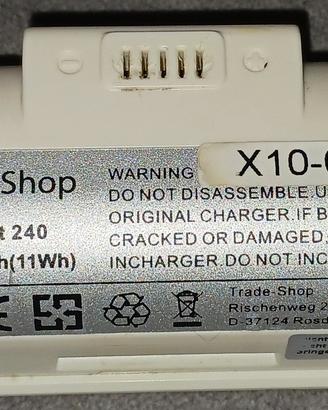 X10-
Shop
WARNING
DO NOT DISASSEMBLE.U
t 240
ORIGINAL CHARGER.IF B
CRACKED OR DAMAGED.
h(11Wh)
INCHARGER.DO NOT INC
Trade-Shop
Rischenweg 2
D-37124 Rosd